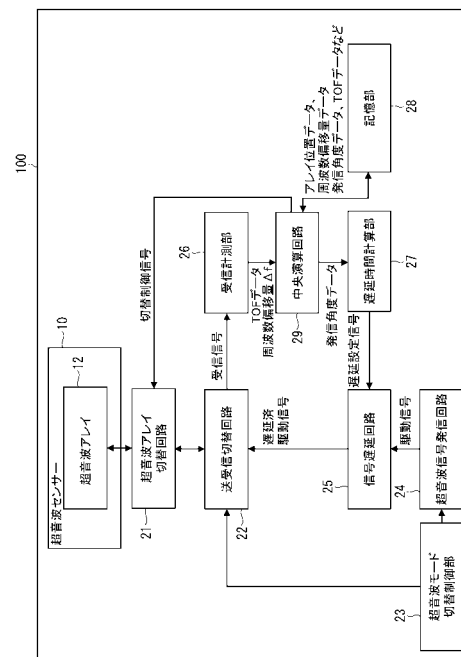 100
超音波センサー
10
超音波アレイ
12
超音波アレイ
切替回路
21
切替制御信号
送受信切替回路
22
受信信号
受信計測部
26
TOFデータ
周波数偏移量Δf
中央演算回路
29
アレイ位置データ、
周波数偏移量データ
発信角度データ、TOFデータなど
記憶部
28
発信角度データ
遅延時間計算部
27
遅延設定信号
信号遅延回路
25
遅延済
駆動信号
駆動信号
超音波信号発信回路
24
超音波モード
切替制御部
23